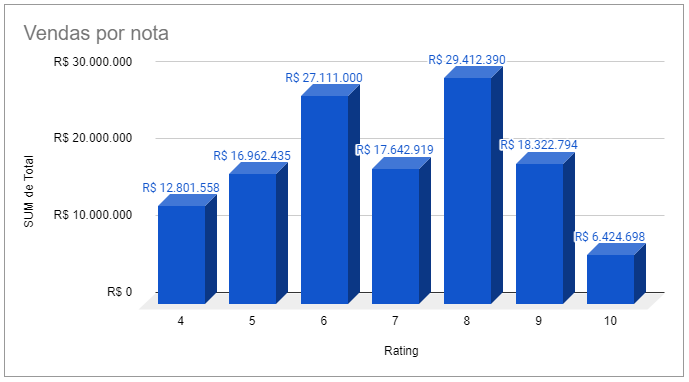 Vendas por nota
R$ 30.000.000
R$ 20.000.000
R$ 10.000.000
R$ 0
SUM de Total
R$ 12.801.558
R$ 16.962.435
R$ 27.111.000
R$ 17.642.919
R$ 29.412.390
R$ 18.322.794
R$ 6.424.698
4 5 6 7 8 9 10
Rating